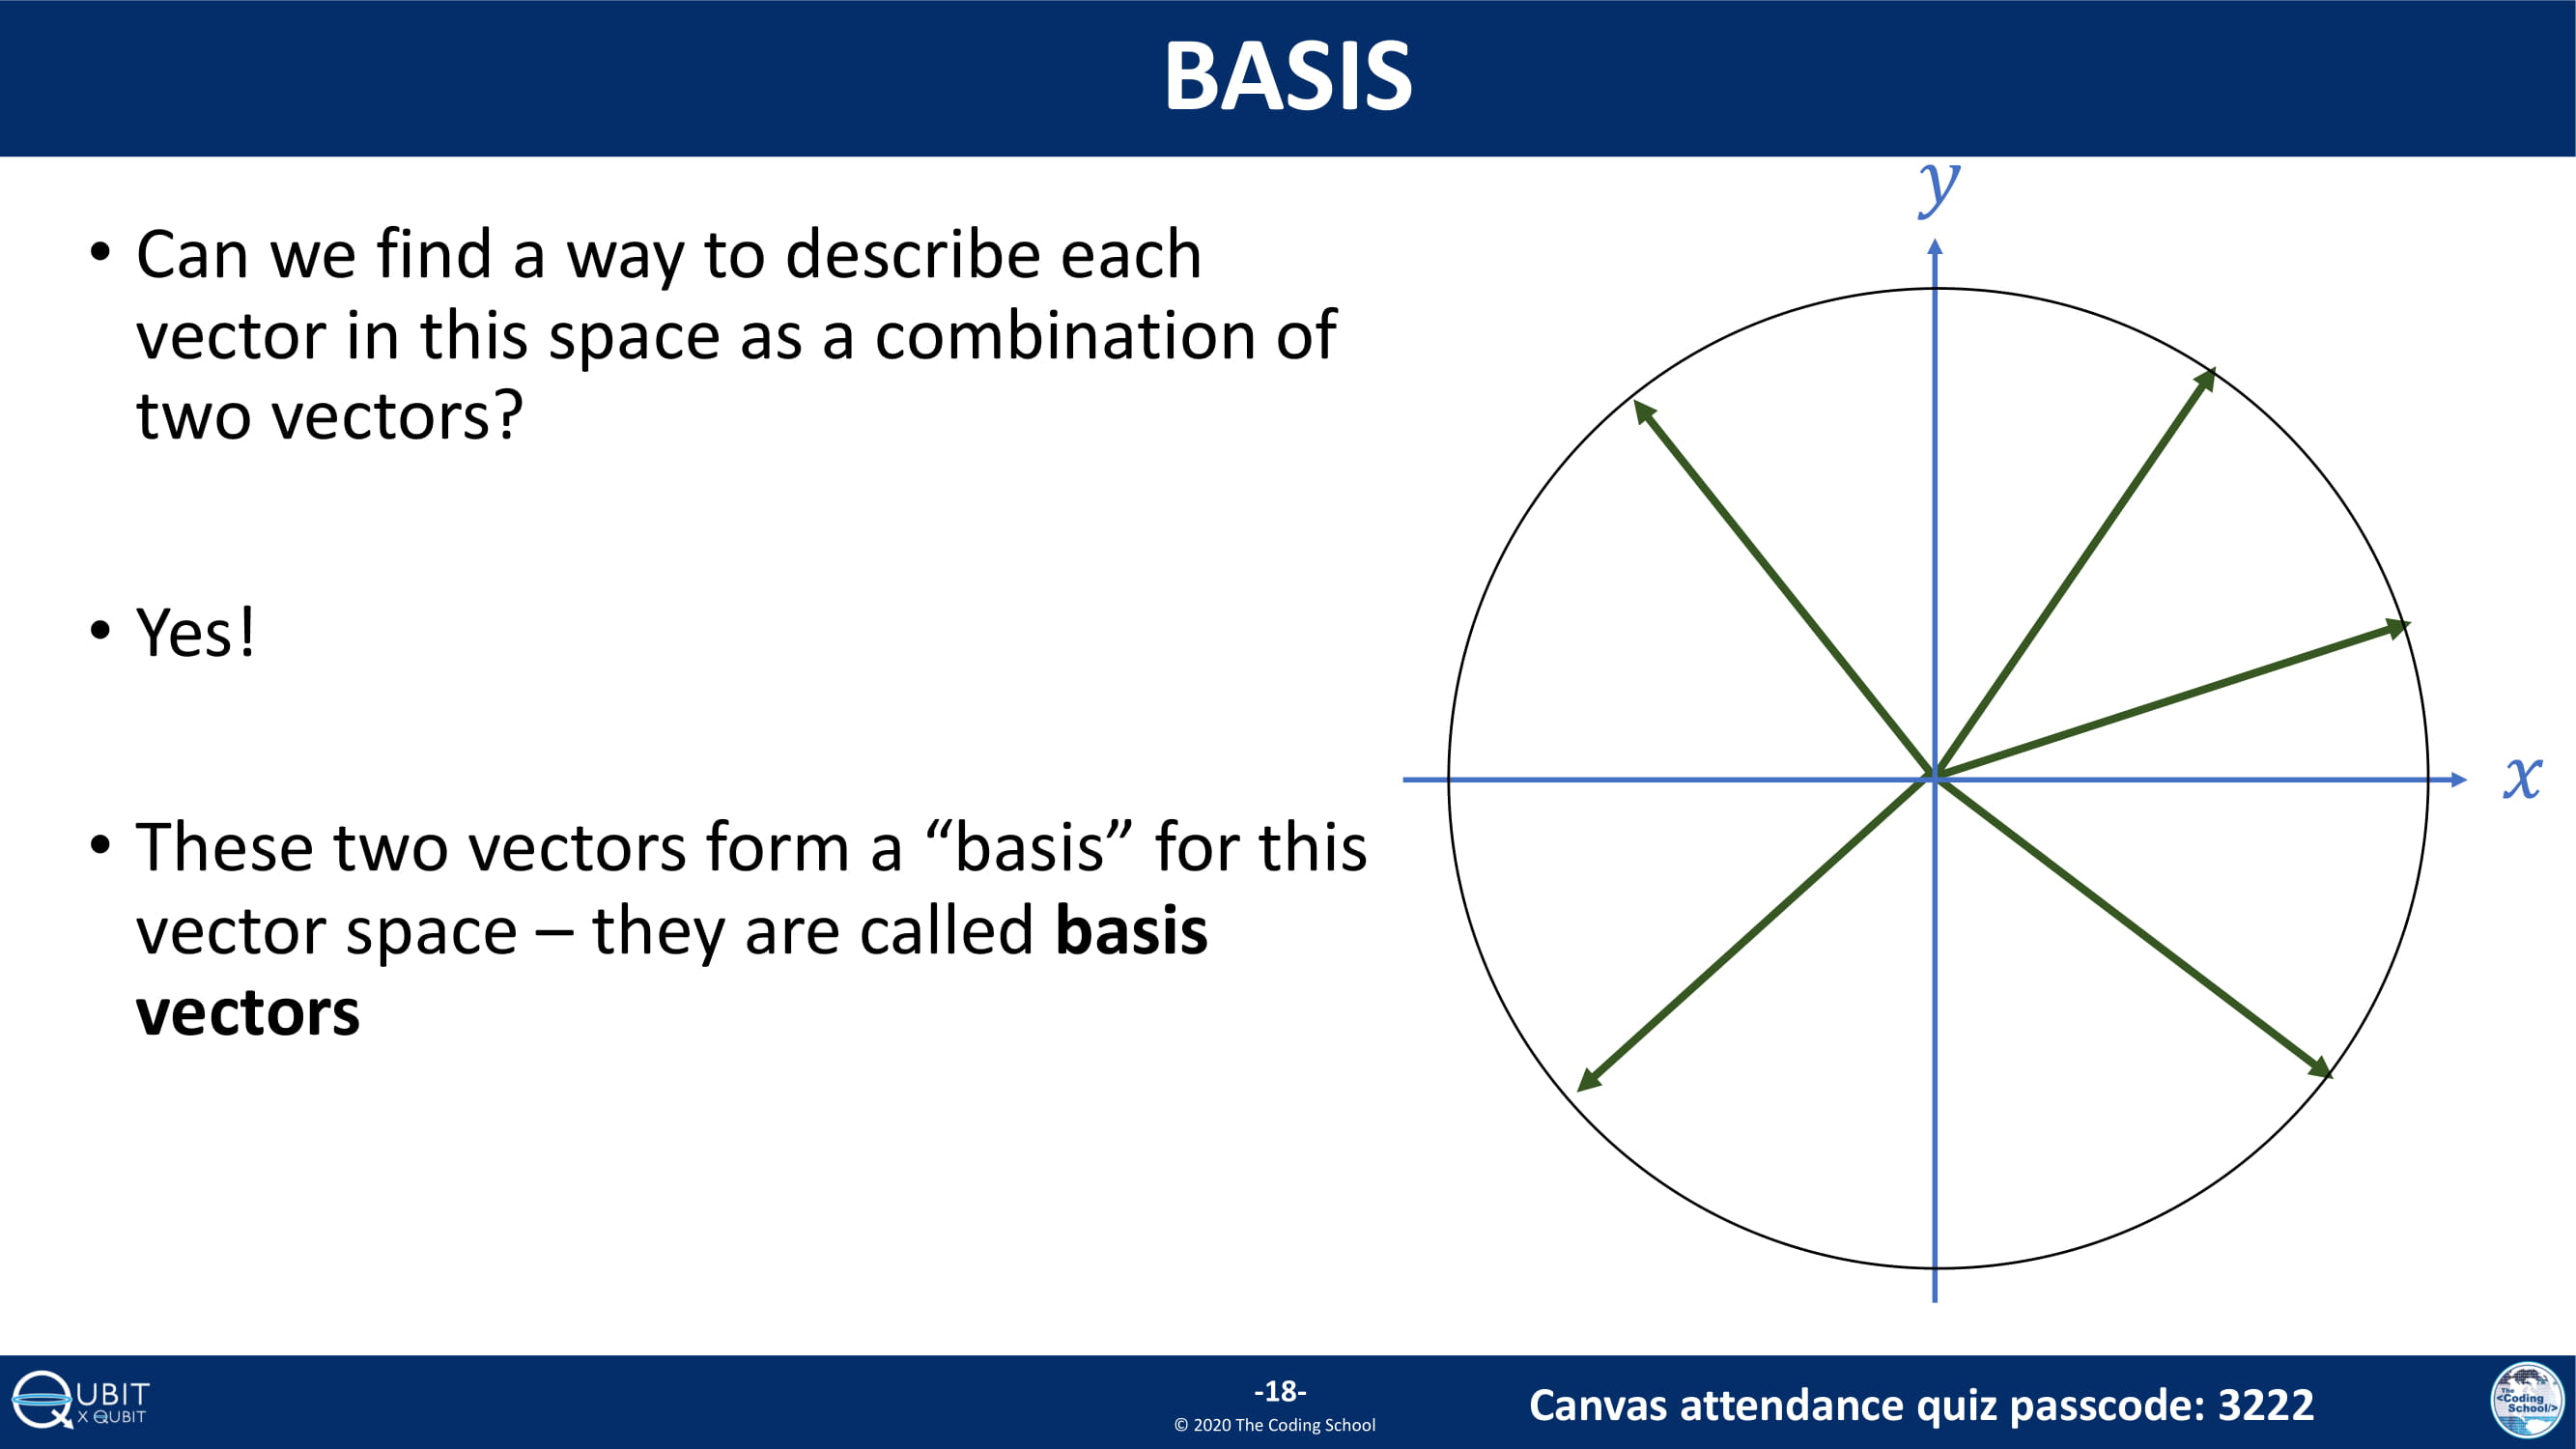 BASIS
• Can we find a way to describe each
vector in this space as a combination of
two vectors?
• Yes!
• These two vectors form a “basis” for this
vector space – they are called basis
vectors
y
x
QUBIT
X QUBIT
-18-
© 2020 The Coding School
Canvas attendance quiz passcode: 3222
The
<Coding
School/>